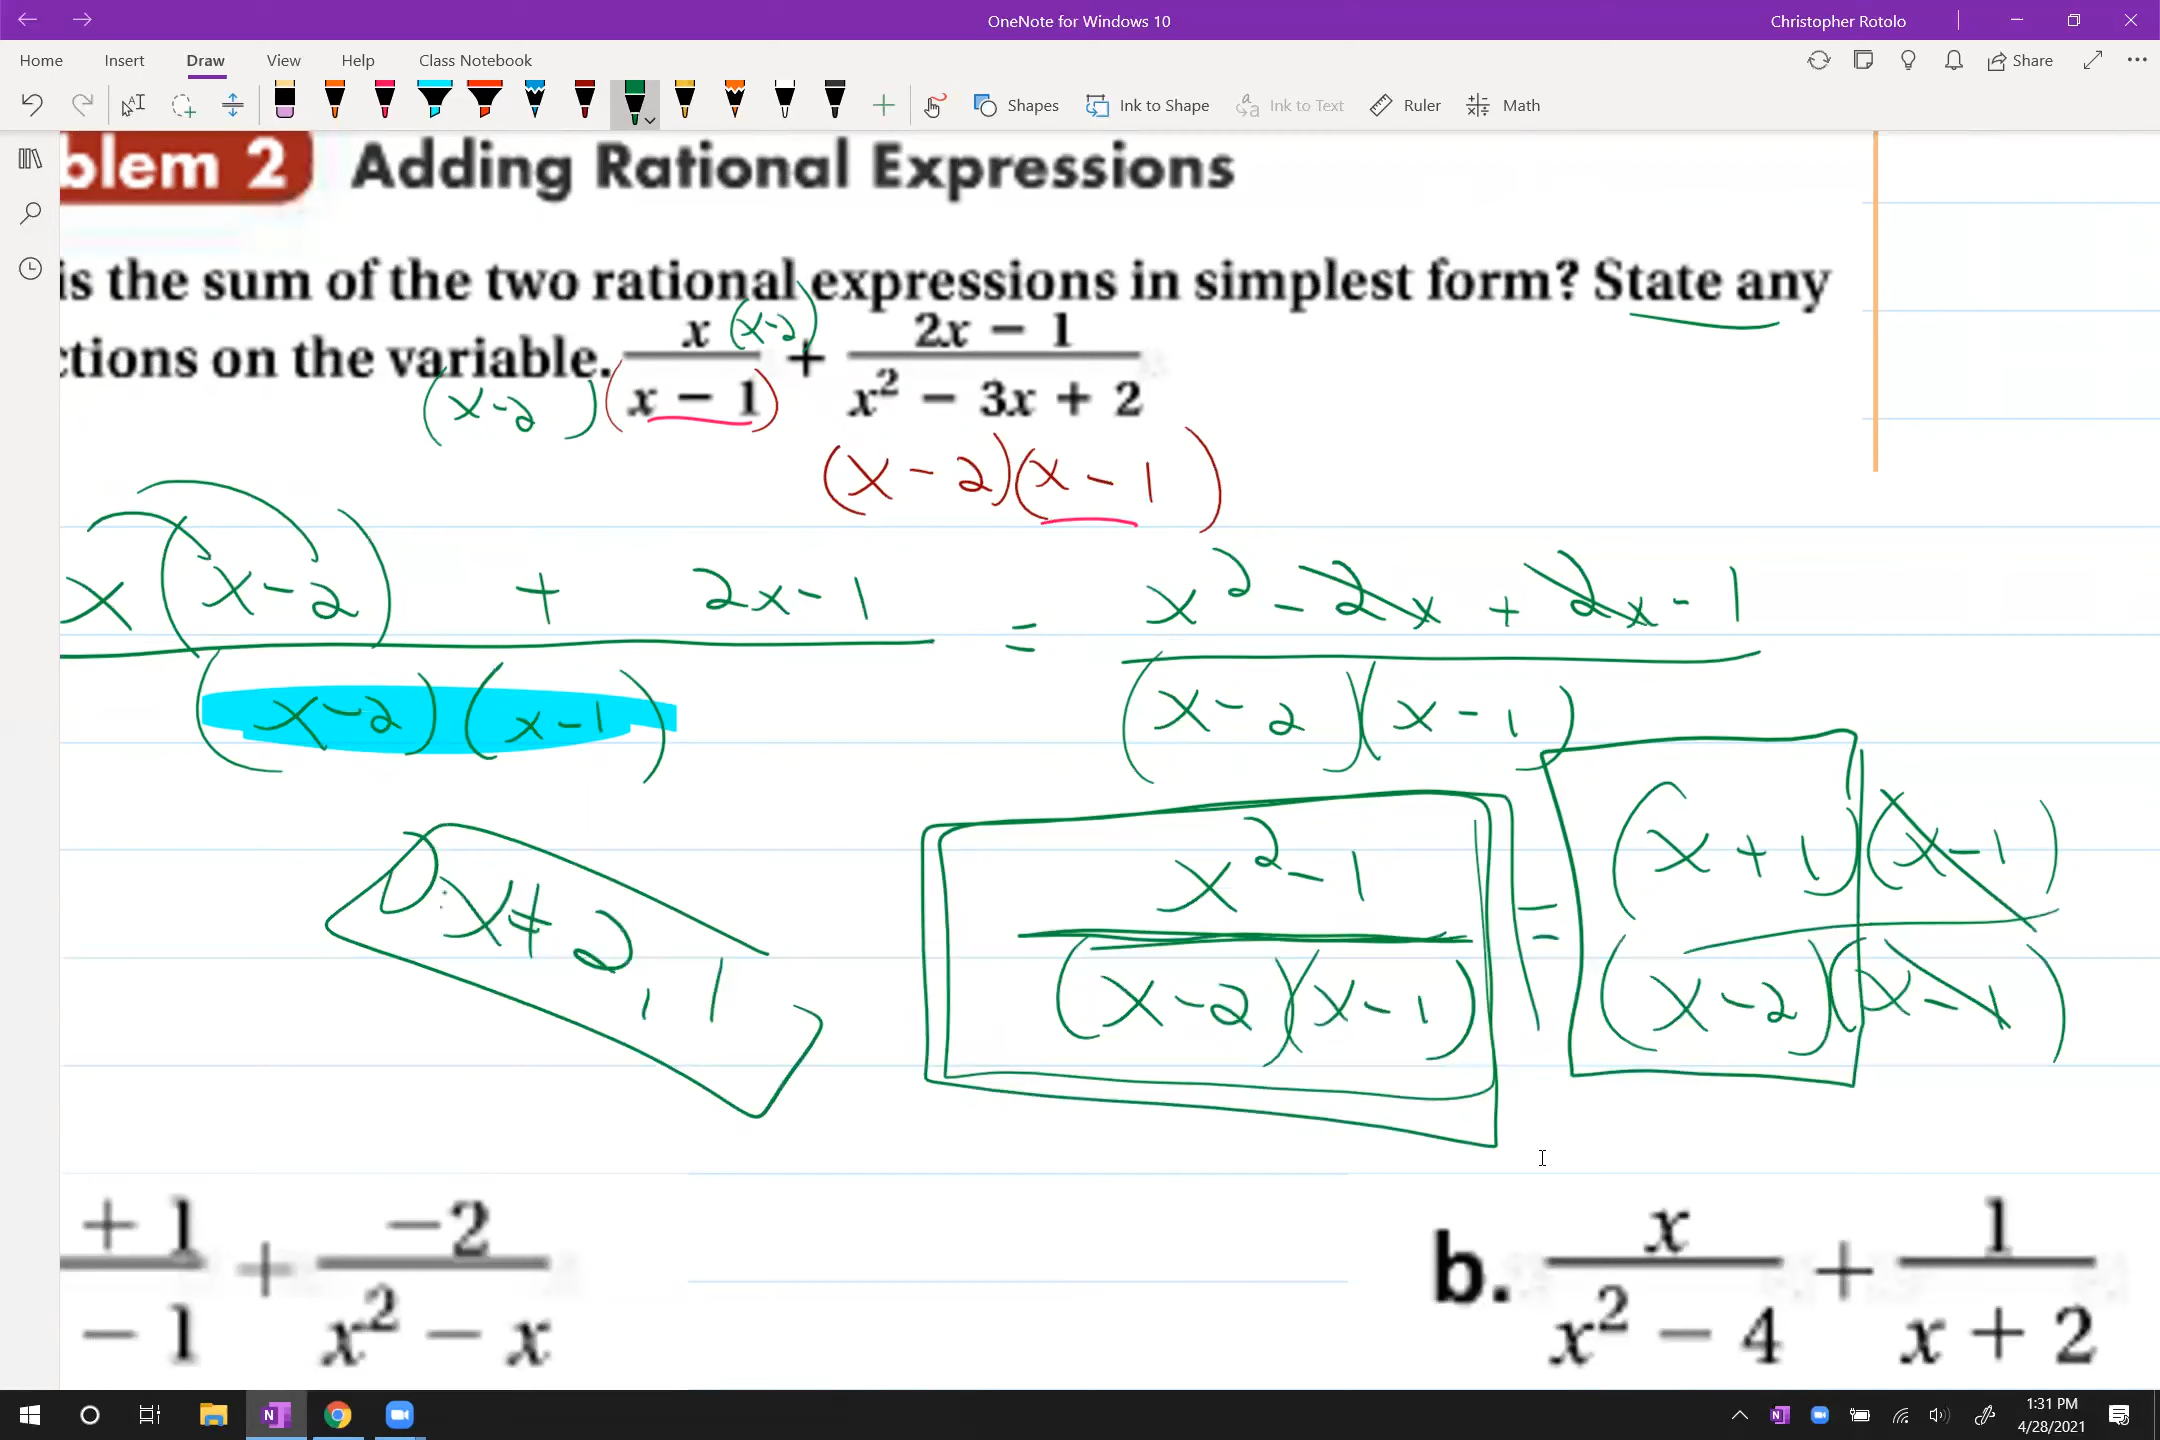 OneNote for Windows 10
Christopher Rotolo
Home Insert Draw View Help Class Notebook
Share
Shapes Ink to Shape Ink to Text Ruler Math
blem 2 Adding Rational Expressions
is the sum of the two rational expressions in simplest form? State any
x (x-2) 2x − 1
ctions on the variable. +
(x-2) (x − 1) x² − 3x + 2
(x - 2)(x - 1)
x (x-2) + 2x - 1 = x² - 2x + 2x - 1
(x-2) (x-1) (x - 2)(x - 1)
x ≠ 2, 1
x² - 1 = (x + 1)(x-1)
(x-2)(x-1) (x-2)(x-1)
+ 1 + −2 b. x + 1
− 1 x² − x x² − 4 x + 2
1:31 PM
4/28/2021